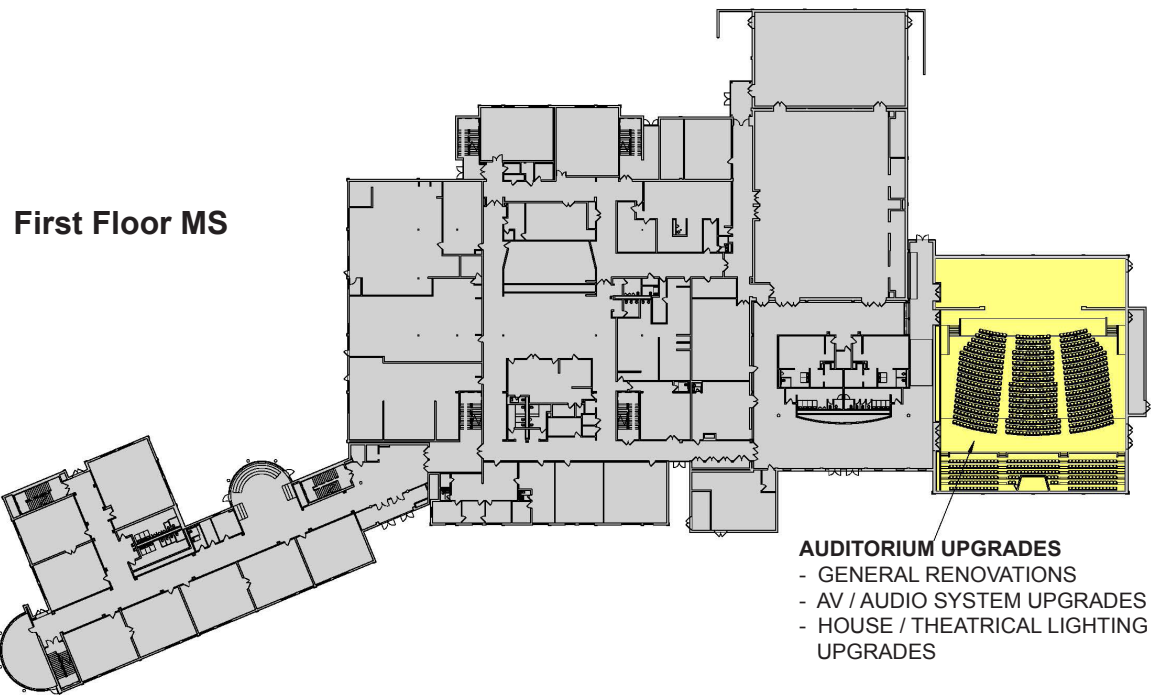 First Floor MS
AUDITORIUM UPGRADES
- GENERAL RENOVATIONS
- AV / AUDIO SYSTEM UPGRADES
- HOUSE / THEATRICAL LIGHTING
UPGRADES